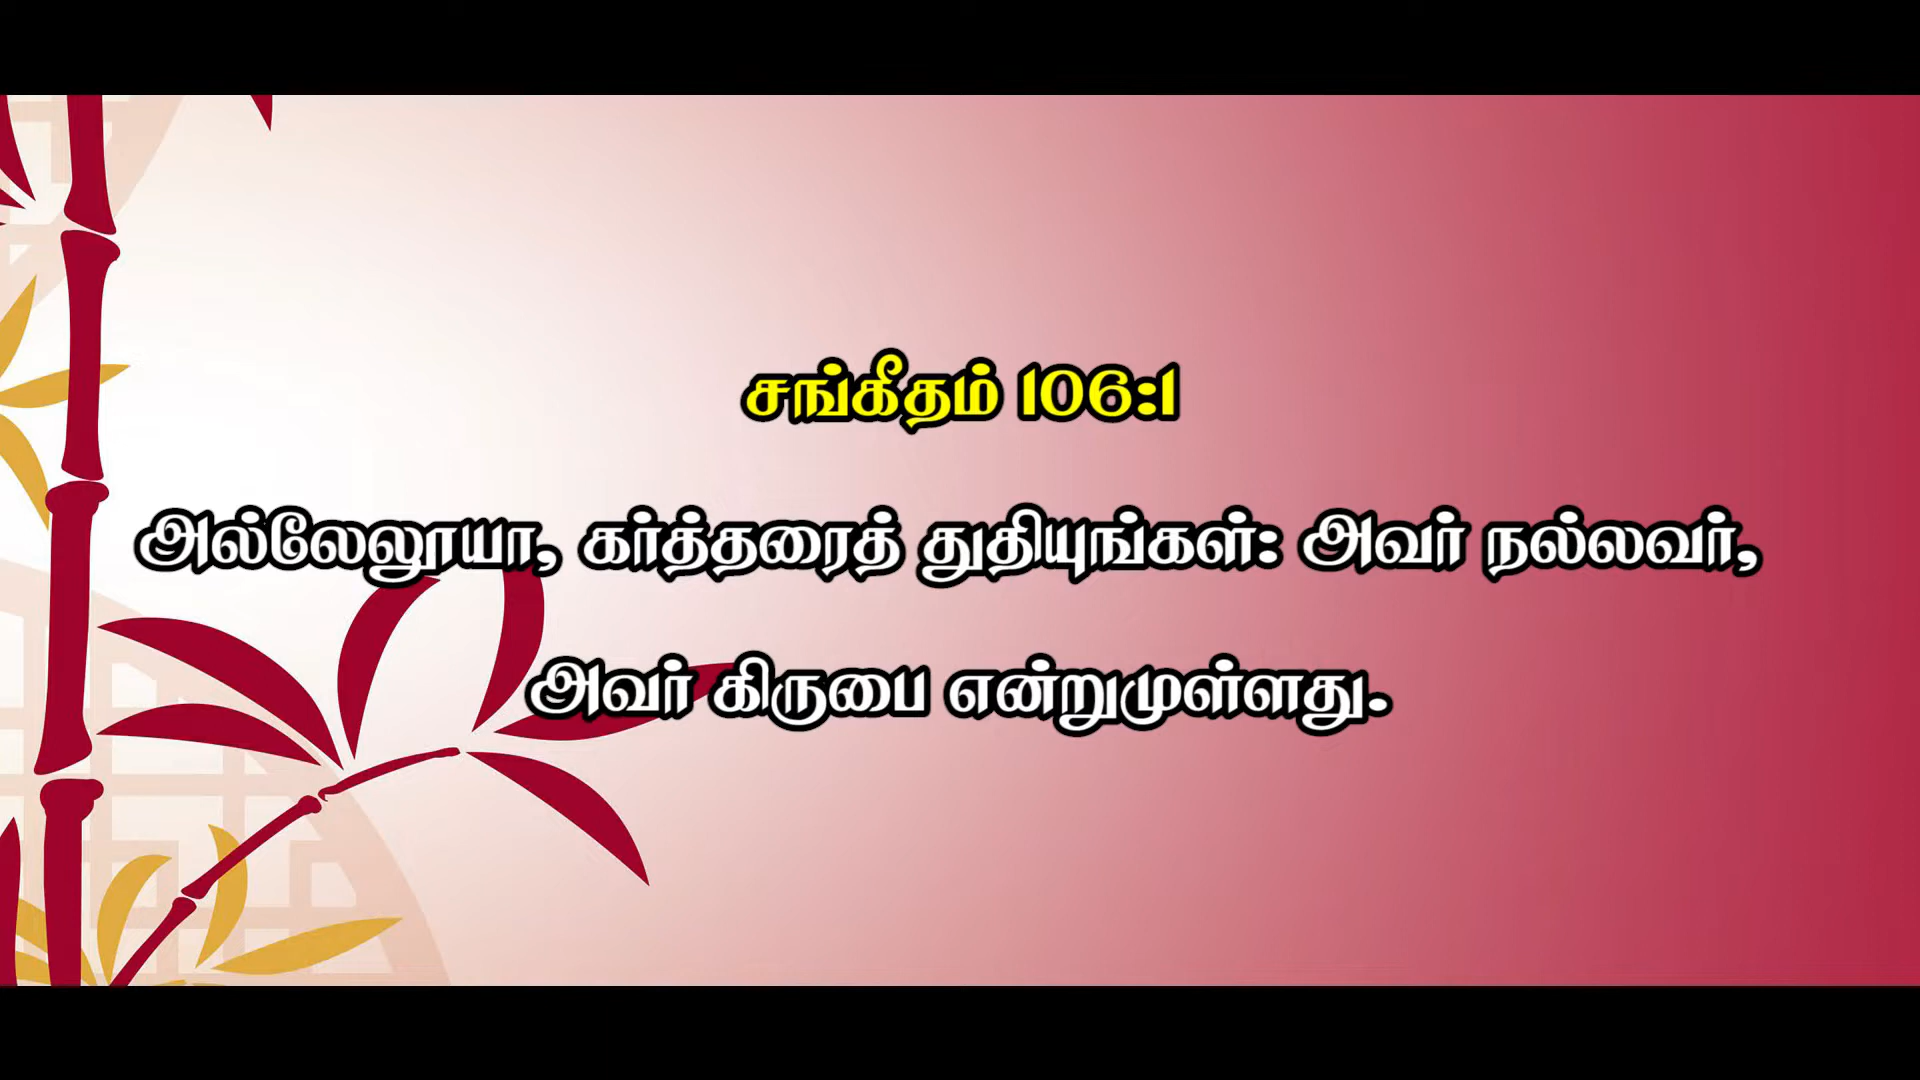 சங்கீதம் 106:1
அல்லேலூயா, கர்த்தரைத் துதியுங்கள்: அவர் நல்லவர்,
அவர் கிருபை என்றுமுள்ளது.